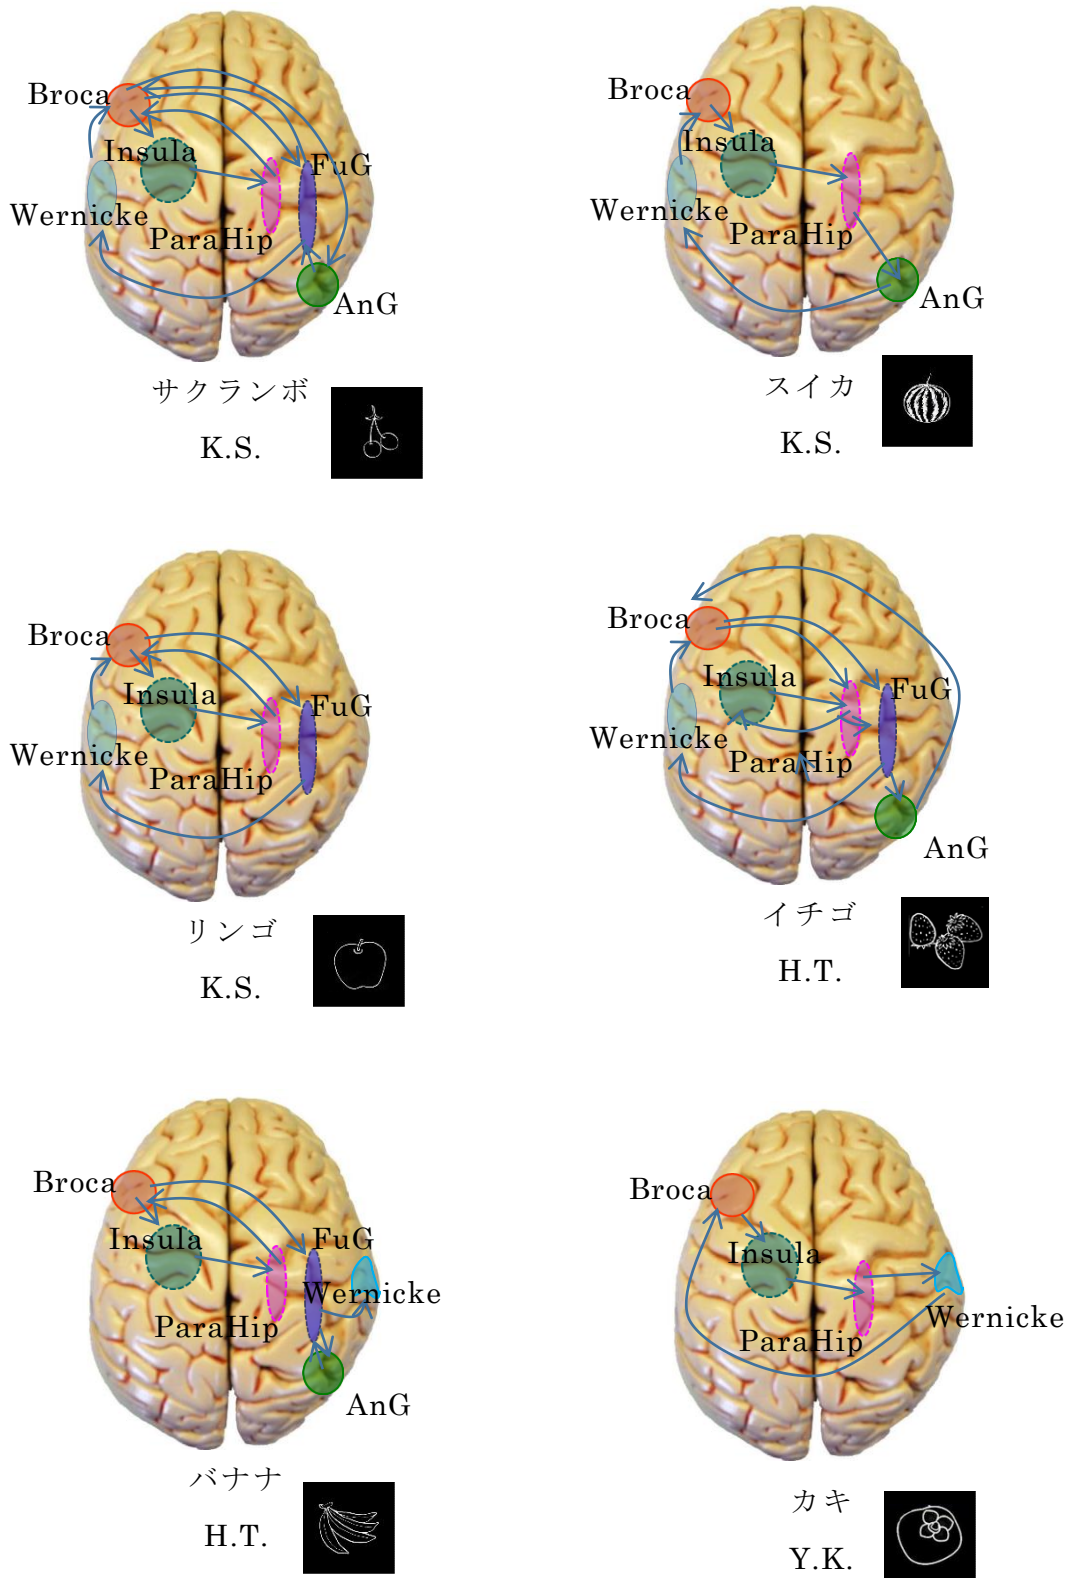 Broca
Insula
FuG
Wernicke
ParaHip
AnG
サクランボ
K.S.
Broca
Insula
Wernicke
ParaHip
AnG
スイカ
K.S.
Broca
Insula
FuG
Wernicke
ParaHip
リンゴ
K.S.
Broca
Insula
FuG
Wernicke
ParaHip
AnG
イチゴ
H.T.
Broca
Insula
FuG
Wernicke
ParaHip
AnG
バナナ
H.T.
Broca
Insula
Wernicke
ParaHip
カキ
Y.K.